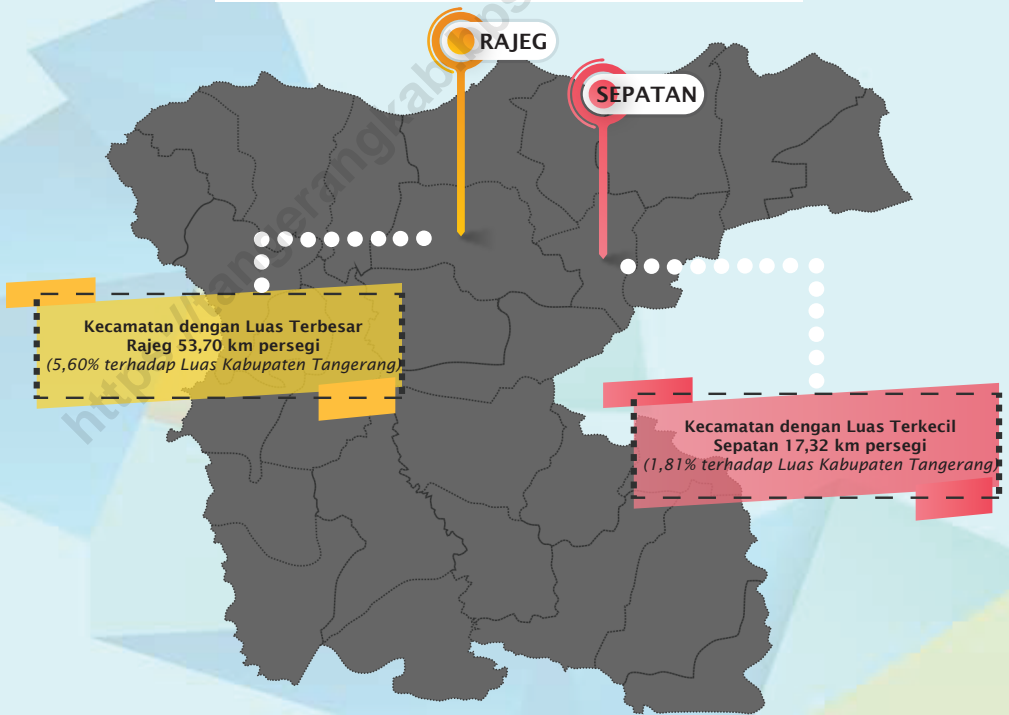 RAJEG
SEPATAN
Kecamatan dengan Luas Terbesar
Rajeg 53,70 km persegi
(5,60% terhadap Luas Kabupaten Tangerang)
Kecamatan dengan Luas Terkecil
Sepatan 17,32 km persegi
(1,81% terhadap Luas Kabupaten Tangerang)